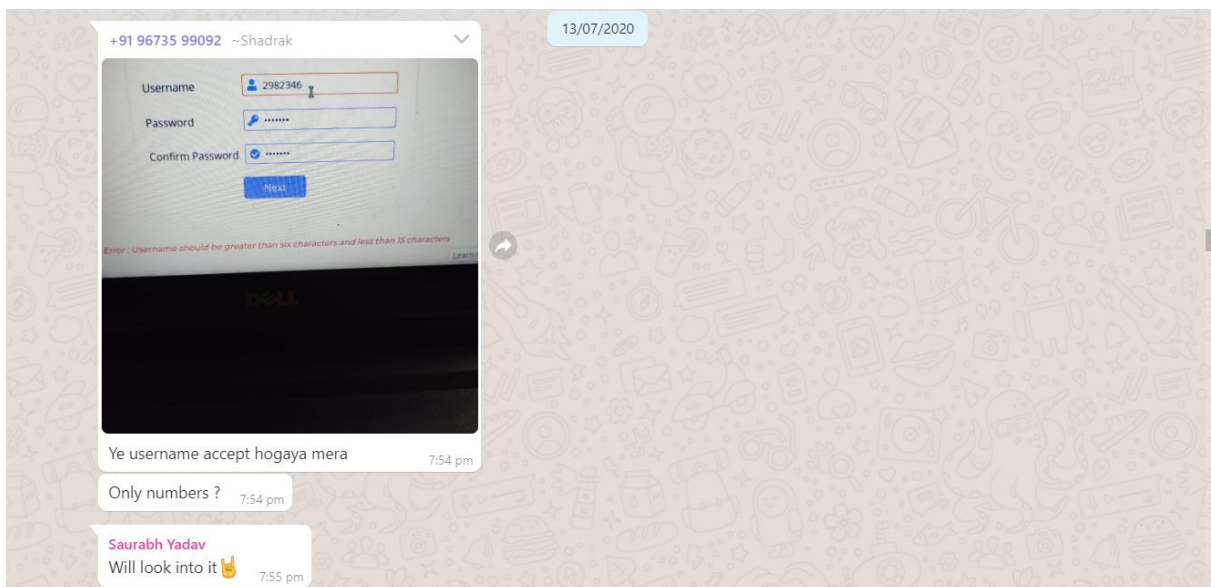 13/07/2020
+91 96735 99092 ~Shadrak
Username
2982346
Password
•••••••
Confirm Password
•••••••
Next
Error : Username should be greater than six characters and less than 15 characters
Learn
DELL
Ye username accept hogaya mera
7:54 pm
Only numbers ?
7:54 pm
Saurabh Yadav
Will look into it🤘
7:55 pm